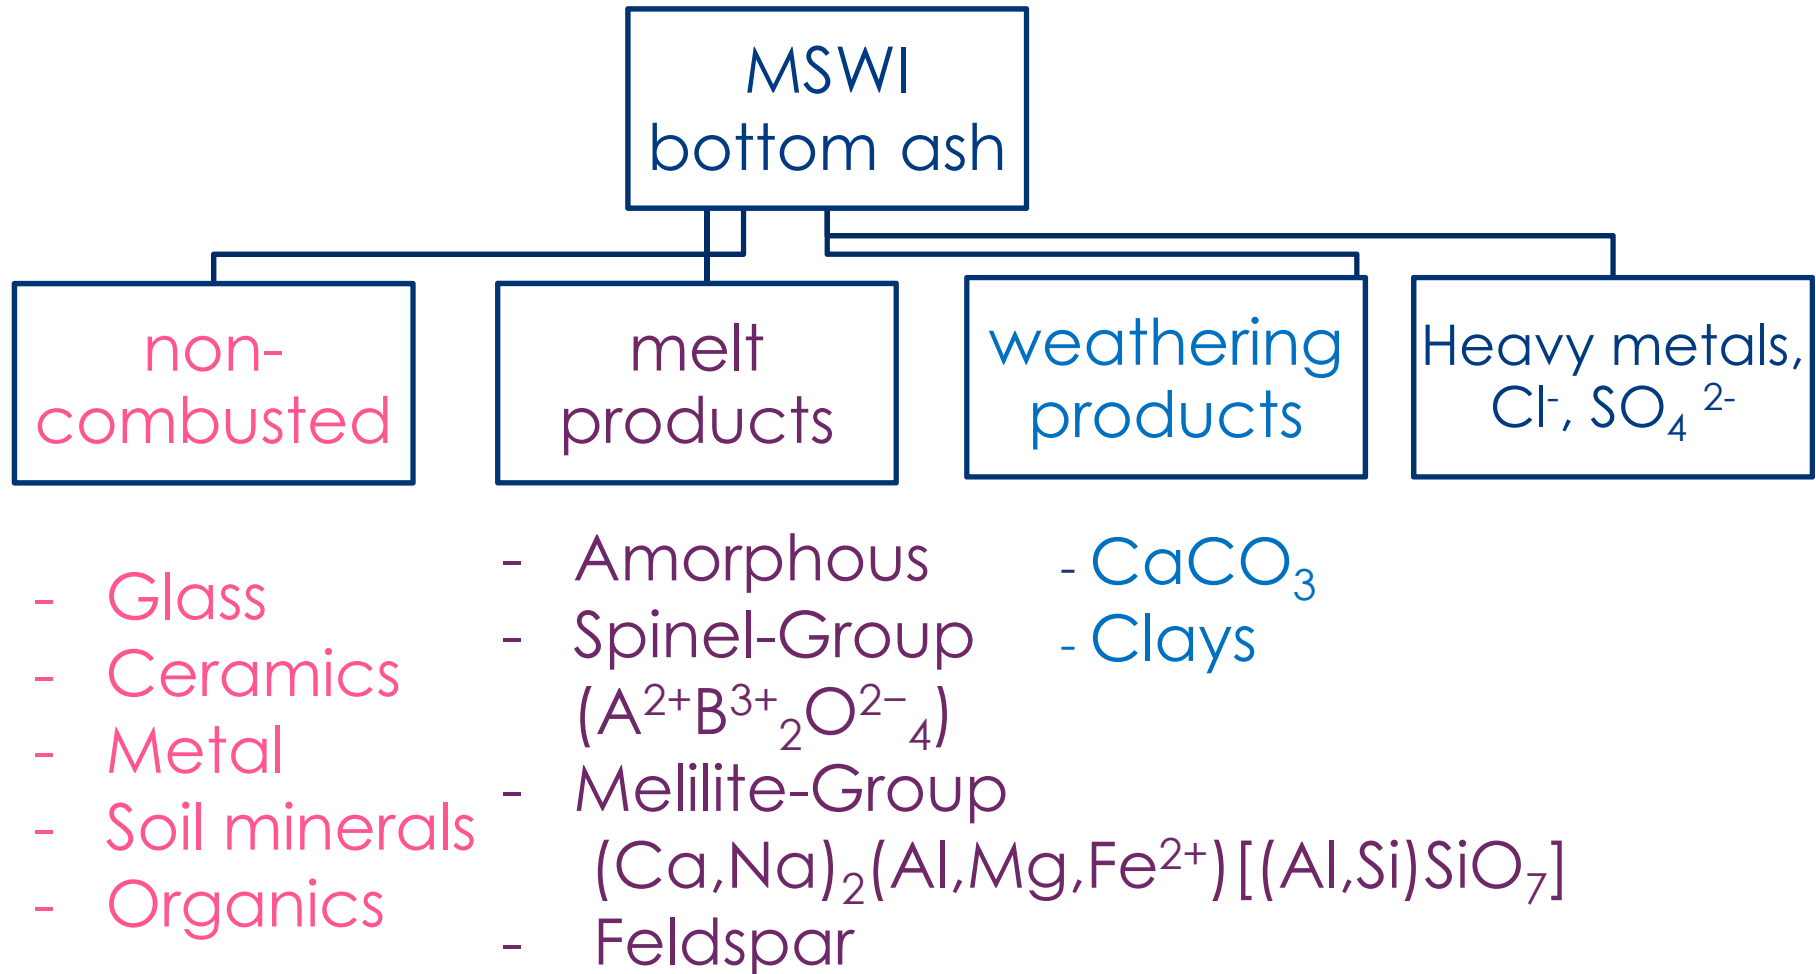 MSWI
bottom ash
non-
combusted
melt
products
weathering
products
Heavy metals,
Cl⁻, SO₄ ²⁻
- Glass
- Ceramics
- Metal
- Soil minerals
- Organics
- Amorphous
- Spinel-Group
(A²⁺B³⁺₂O²⁻₄)
- Melilite-Group
(Ca,Na)₂(Al,Mg,Fe²⁺)[(Al,Si)SiO₇]
- Feldspar
- CaCO₃
- Clays